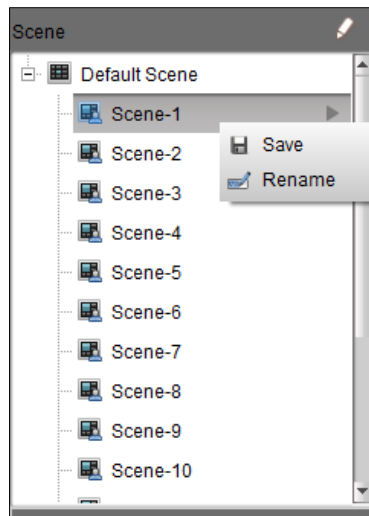 Scene
Default Scene
Scene-1
Save
Scene-2
Rename
Scene-3
Scene-4
Scene-5
Scene-6
Scene-7
Scene-8
Scene-9
Scene-10